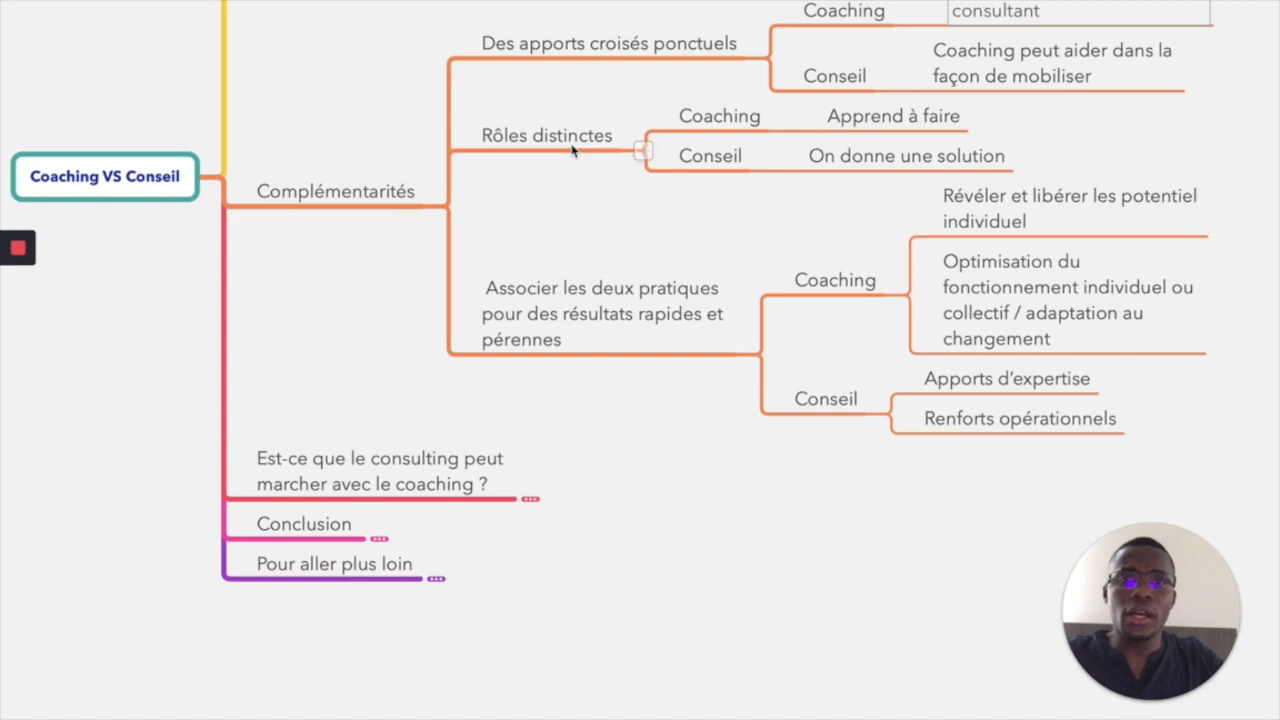 Coaching
consultant
Des apports croisés ponctuels
Coaching peut aider dans la
façon de mobiliser
Conseil
Coaching
Apprend à faire
Rôles distinctes
Conseil
On donne une solution
Coaching VS Conseil
Complémentarités
Révéler et libérer les potentiel
individuel
Coaching
Optimisation du
fonctionnement individuel ou
collectif / adaptation au
changement
Associer les deux pratiques
pour des résultats rapides et
pérennes
Conseil
Apports d'expertise
Renforts opérationnels
Est-ce que le consulting peut
marcher avec le coaching ?
Conclusion
Pour aller plus loin